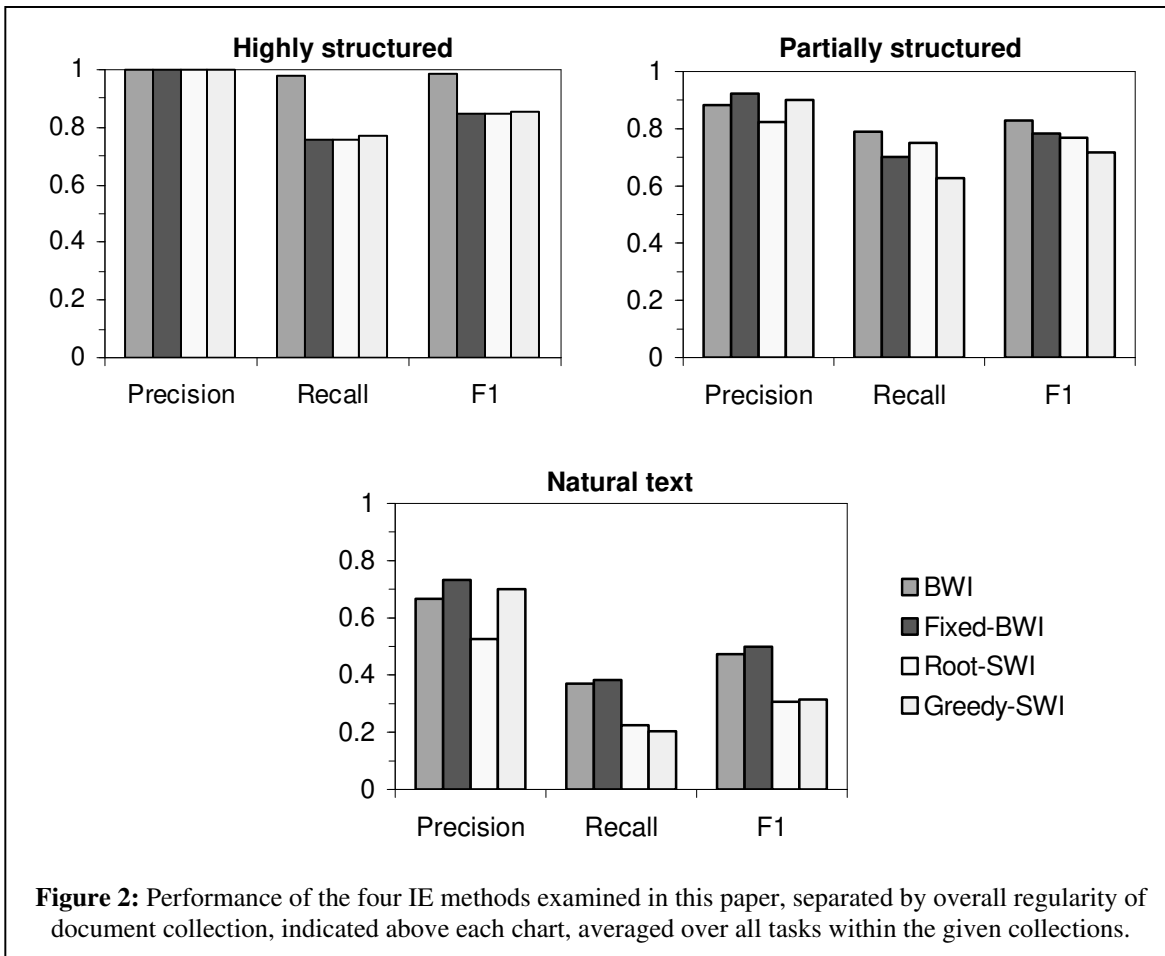 Highly structured
1
0.8
0.6
0.4
0.2
0
Precision Recall F1
Partially structured
1
0.8
0.6
0.4
0.2
0
Precision Recall F1
Natural text
1
0.8
0.6
0.4
0.2
0
Precision Recall F1
BWI
Fixed-BWI
Root-SWI
Greedy-SWI
Figure 2: Performance of the four IE methods examined in this paper, separated by overall regularity of
document collection, indicated above each chart, averaged over all tasks within the given collections.